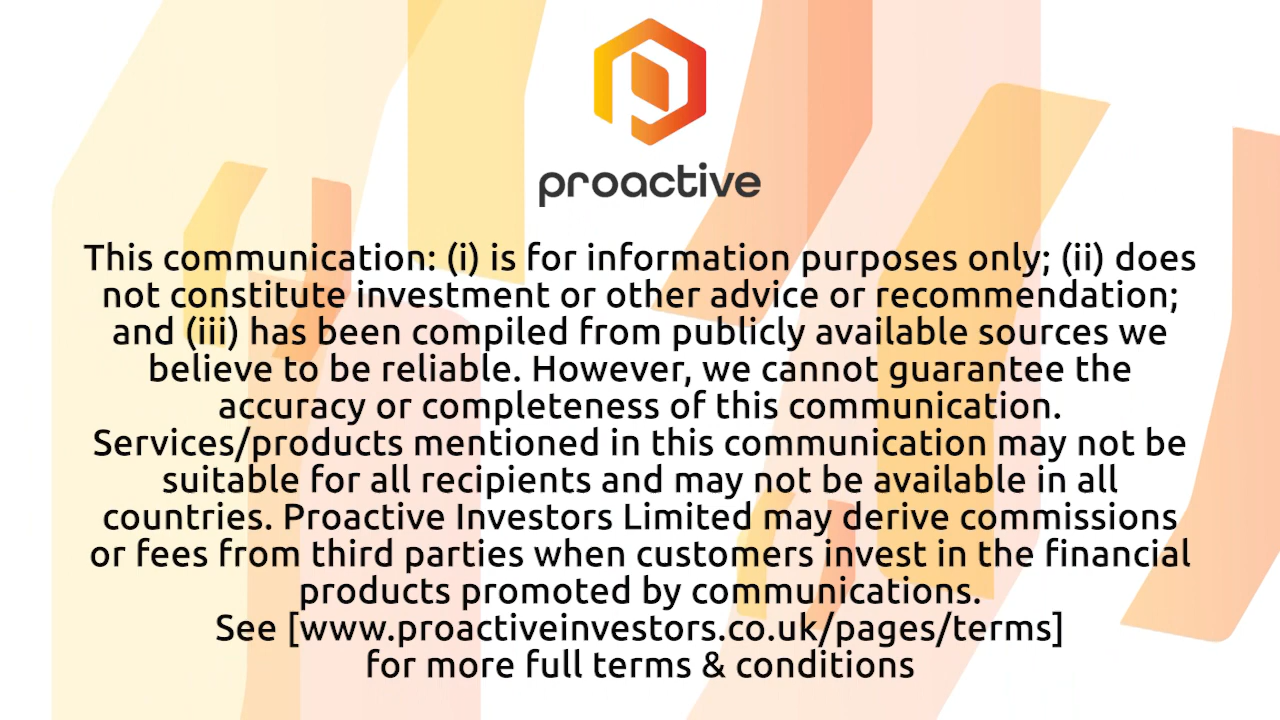 proactive
This communication: (i) is for information purposes only; (ii) does
not constitute investment or other advice or recommendation;
and (iii) has been compiled from publicly available sources we
believe to be reliable. However, we cannot guarantee the
accuracy or completeness of this communication.
Services/products mentioned in this communication may not be
suitable for all recipients and may not be available in all
countries. Proactive Investors Limited may derive commissions
or fees from third parties when customers invest in the financial
products promoted by communications.
See [www.proactiveinvestors.co.uk/pages/terms]
for more full terms & conditions